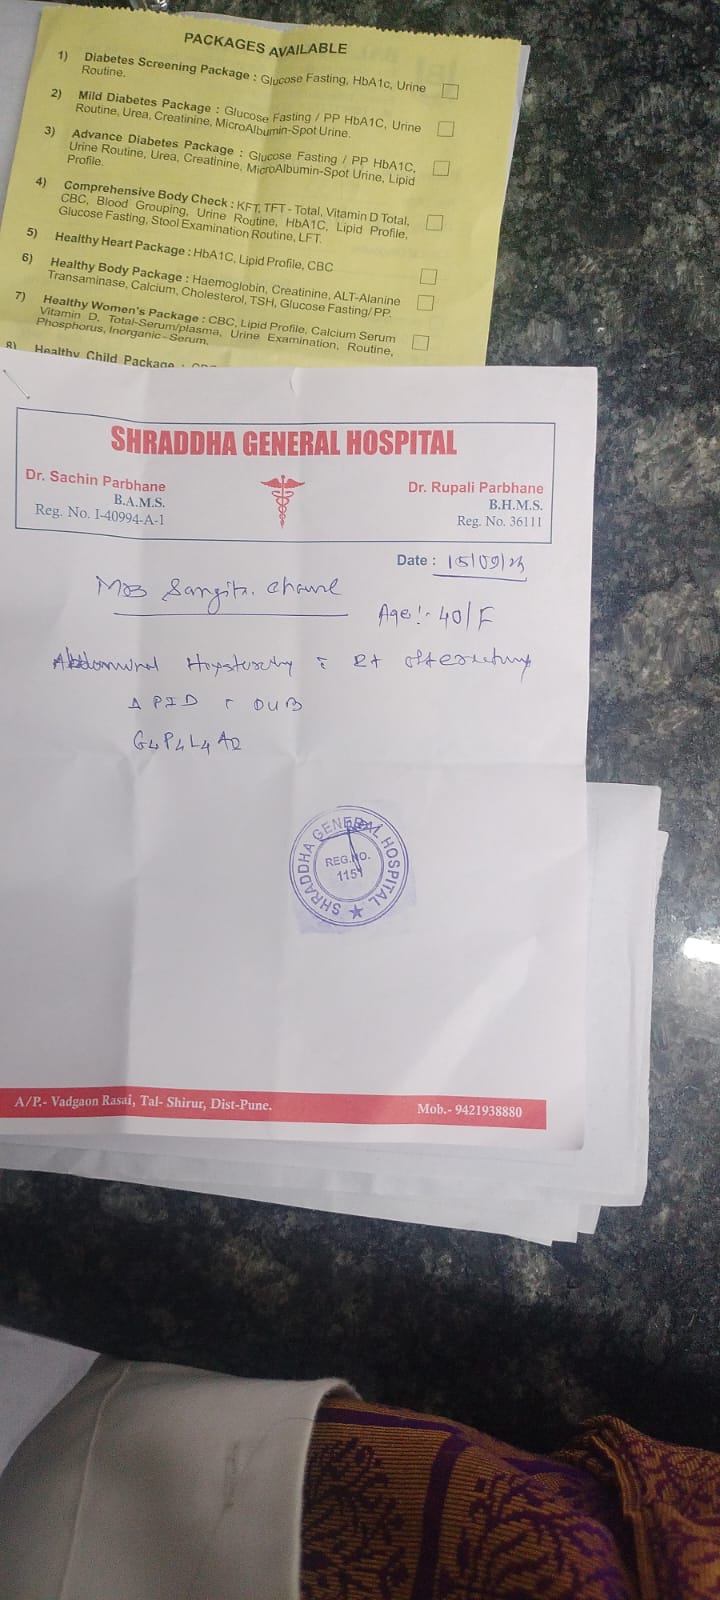 PACKAGES AVAILABLE
1) Diabetes Screening Package : Glucose Fasting, HbA1c, Urine
Routine.
2) Mild Diabetes Package : Glucose Fasting / PP HbA1C, Urine
Routine, Urea, Creatinine, MicroAlbumin-Spot Urine.
3) Advance Diabetes Package : Glucose Fasting / PP HbA1C,
Urine Routine, Urea, Creatinine, MicroAlbumin-Spot Urine, Lipid
Profile.
4) Comprehensive Body Check : KFT, TFT - Total, Vitamin D Total,
CBC, Blood Grouping, Urine Routine, HbA1C, Lipid Profile,
Glucose Fasting, Stool Examination Routine, LFT.
5) Healthy Heart Package : HbA1C, Lipid Profile, CBC
6) Healthy Body Package : Haemoglobin, Creatinine, ALT-Alanine
Transaminase, Calcium, Cholesterol, TSH, Glucose Fasting/ PP.
7) Healthy Women's Package : CBC, Lipid Profile, Calcium Serum
Vitamin D, Total-Serum/plasma, Urine Examination, Routine,
Phosphorus, Inorganic - Serum.
8) Healthy Child Package :
SHRADDHA GENERAL HOSPITAL
Dr. Sachin Parbhane
B.A.M.S.
Reg. No. I-40994-A-1
Dr. Rupali Parbhane
B.H.M.S.
Reg. No. 36111
Date : 15/09/23
Mrs Sangita
Age :- 40/F
Abdominal
PID DUB
G4P4L4A0
SHRADDHA GENERAL HOSPITAL
REG.NO.
1151
A/P.- Vadgaon Rasai, Tal- Shirur, Dist-Pune.
Mob.- 9421938880